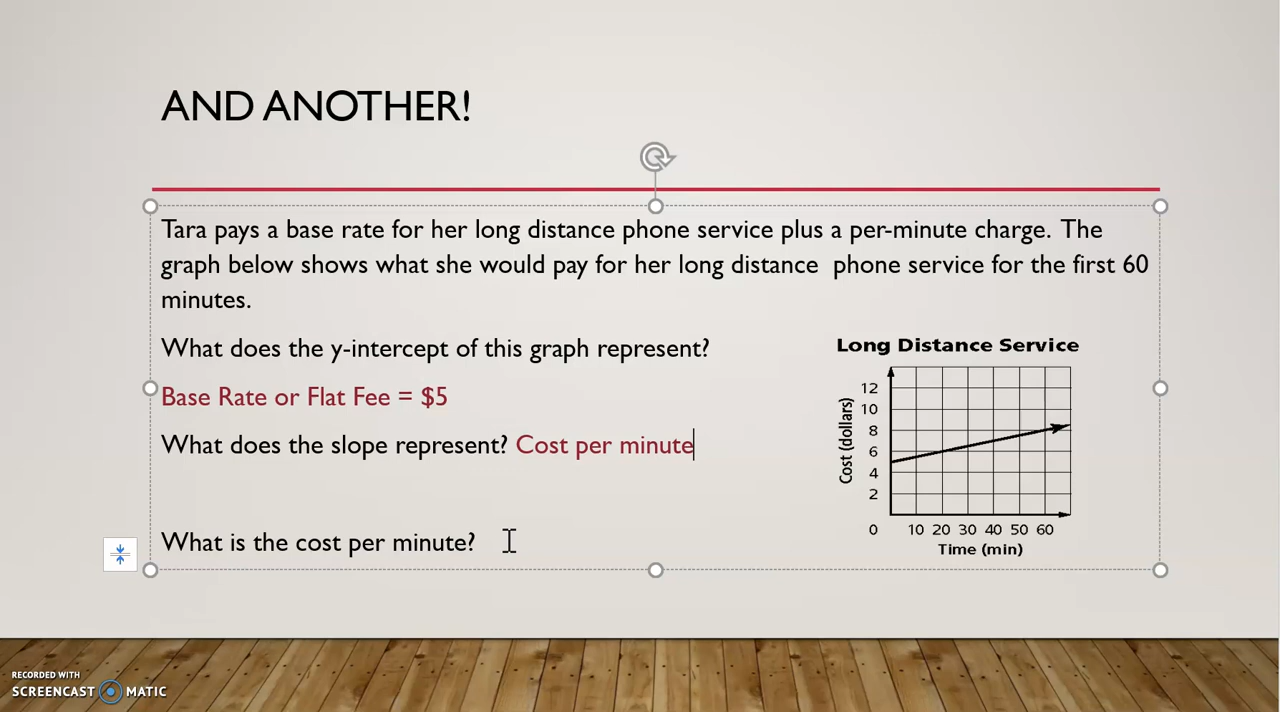 AND ANOTHER!
Tara pays a base rate for her long distance phone service plus a per-minute charge. The
graph below shows what she would pay for her long distance phone service for the first 60
minutes.
What does the y-intercept of this graph represent?
Base Rate or Flat Fee = $5
What does the slope represent? Cost per minute
What is the cost per minute?
Long Distance Service
Cost (dollars)
12
10
8
6
4
2
0 10 20 30 40 50 60
Time (min)
RECORDED WITH
SCREENCAST MATIC